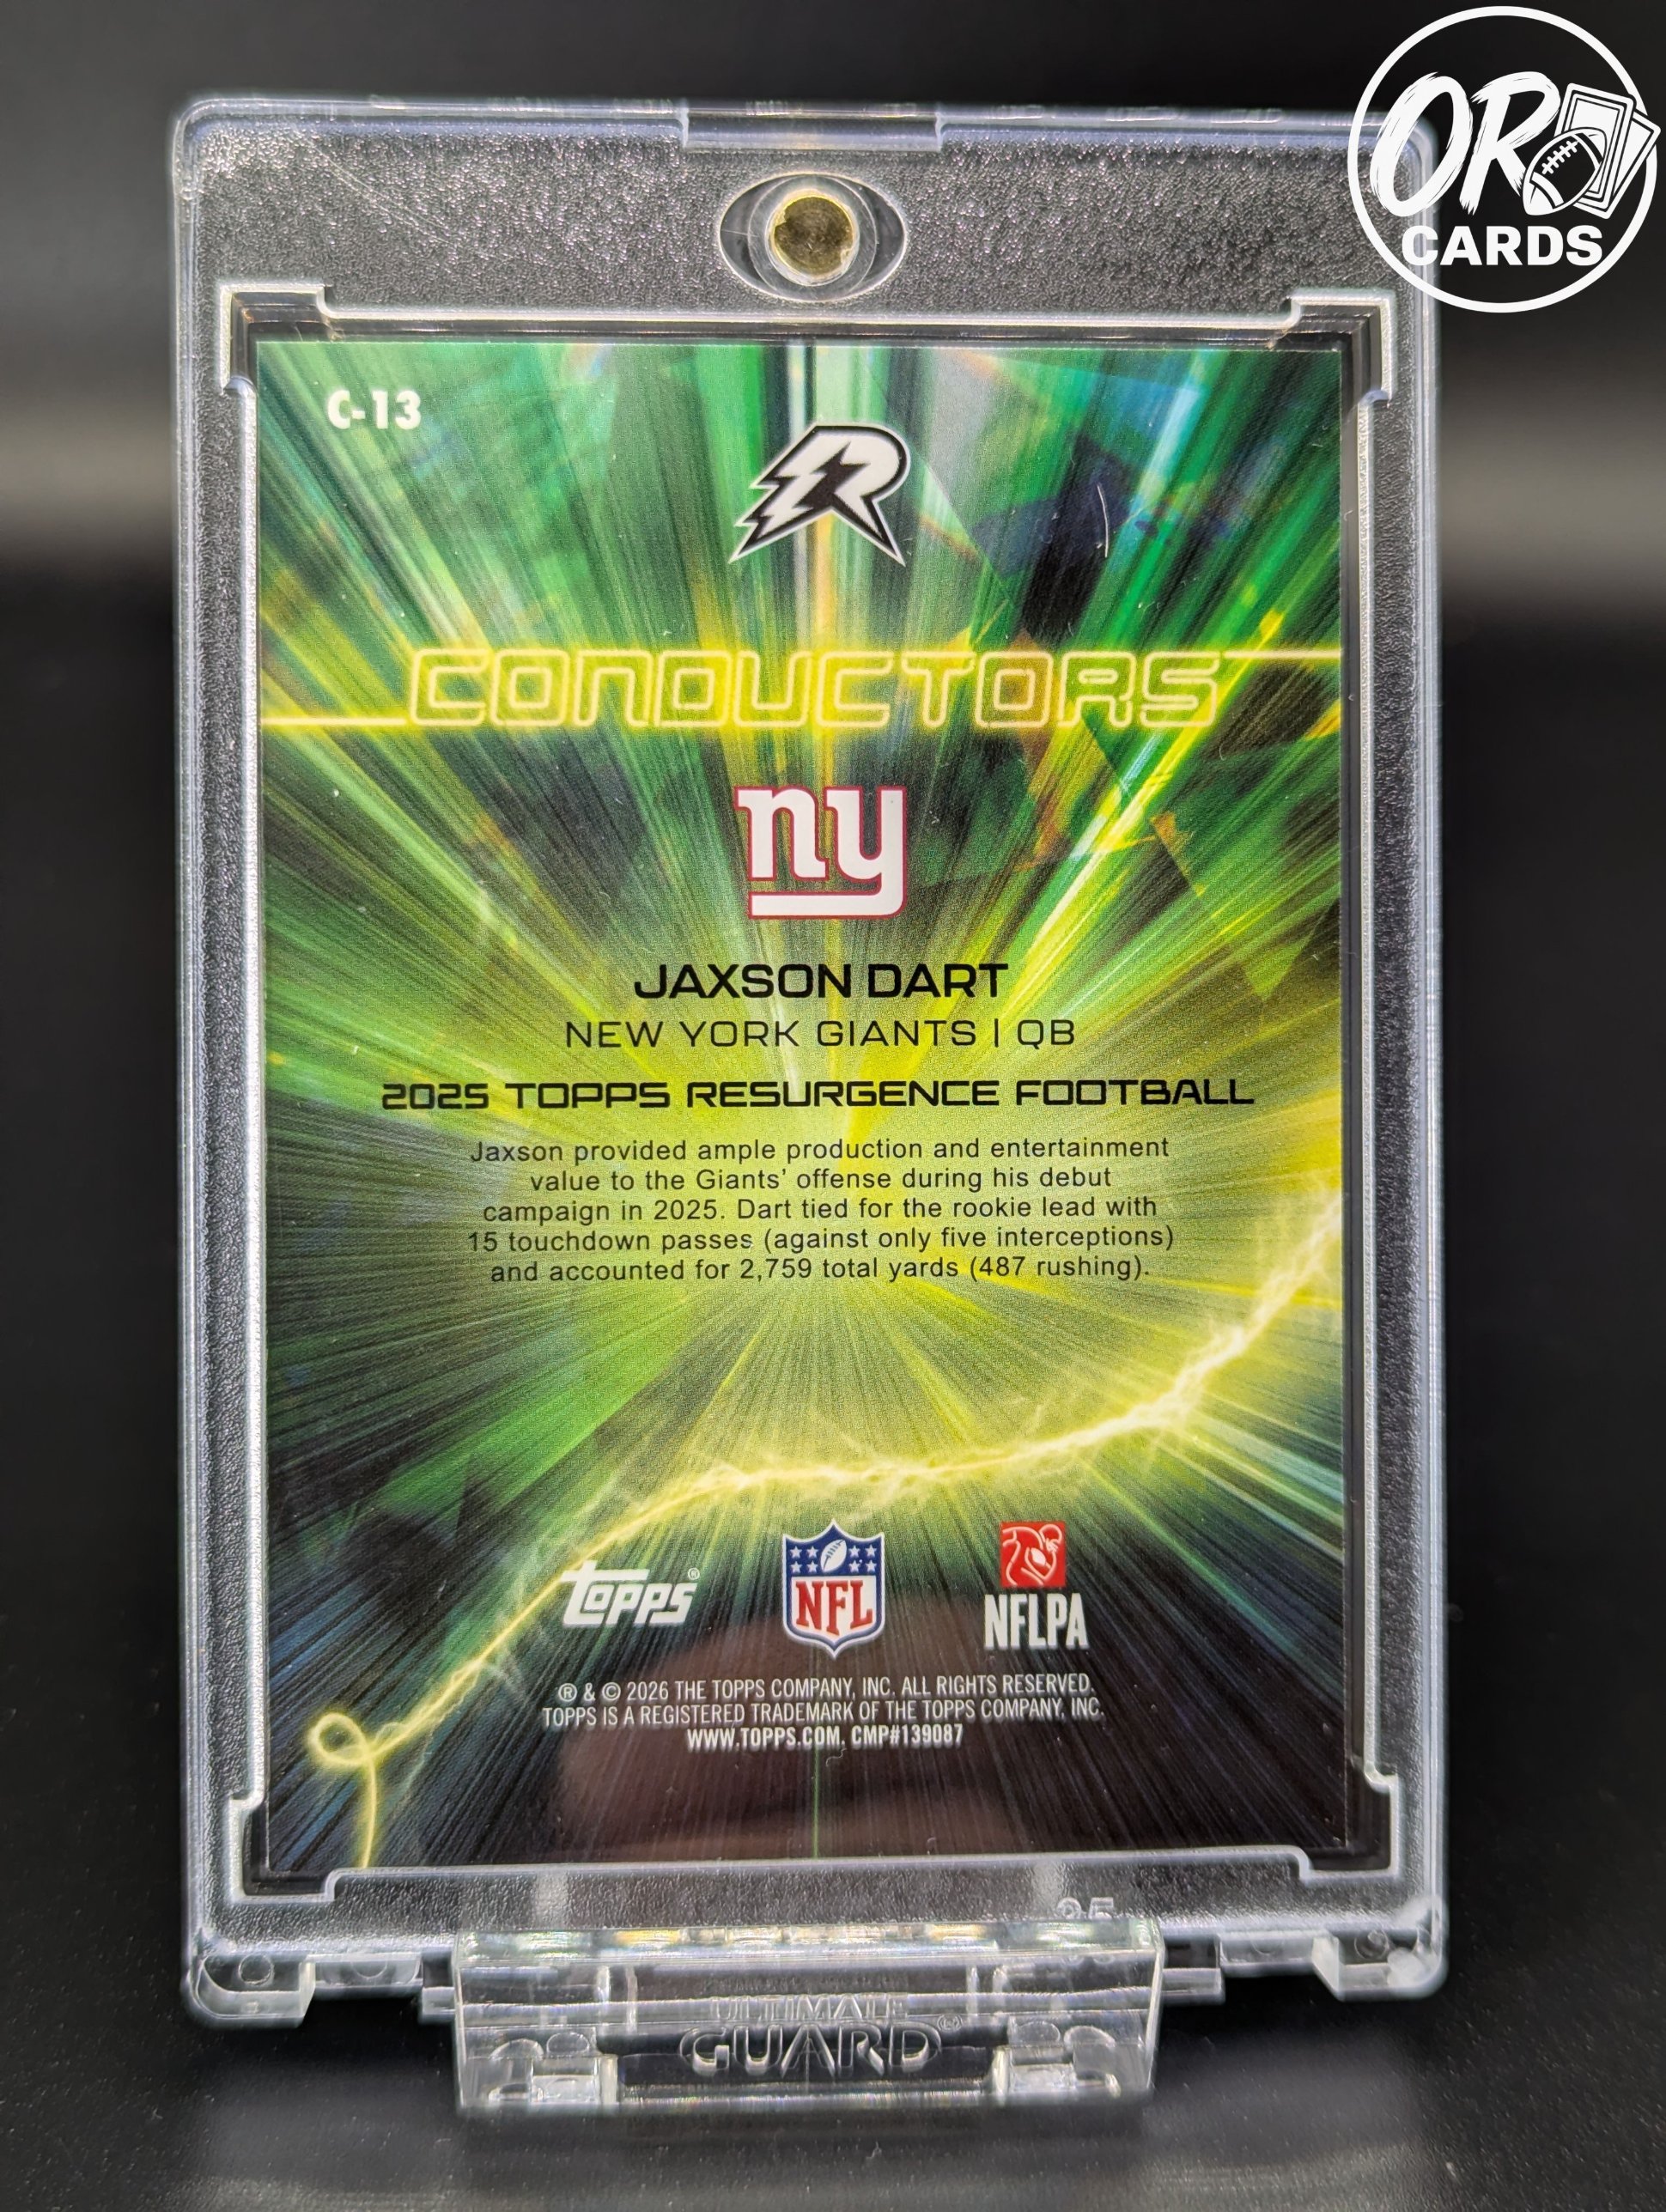 OR
CARDS
C-13
R
CONDUCTORS
ny
JAXSON DART
NEW YORK GIANTS | QB
2025 TOPPS RESURGENCE FOOTBALL
Jaxson provided ample production and entertainment
value to the Giants' offense during his debut
campaign in 2025. Dart tied for the rookie lead with
15 touchdown passes (against only five interceptions)
and accounted for 2,759 total yards (487 rushing).
topps®
NFL
NFLPA
® & © 2026 THE TOPPS COMPANY, INC. ALL RIGHTS RESERVED.
TOPPS IS A REGISTERED TRADEMARK OF THE TOPPS COMPANY, INC.
WWW.TOPPS.COM. CMP#139087
35
ULTIMATE
GUARD®